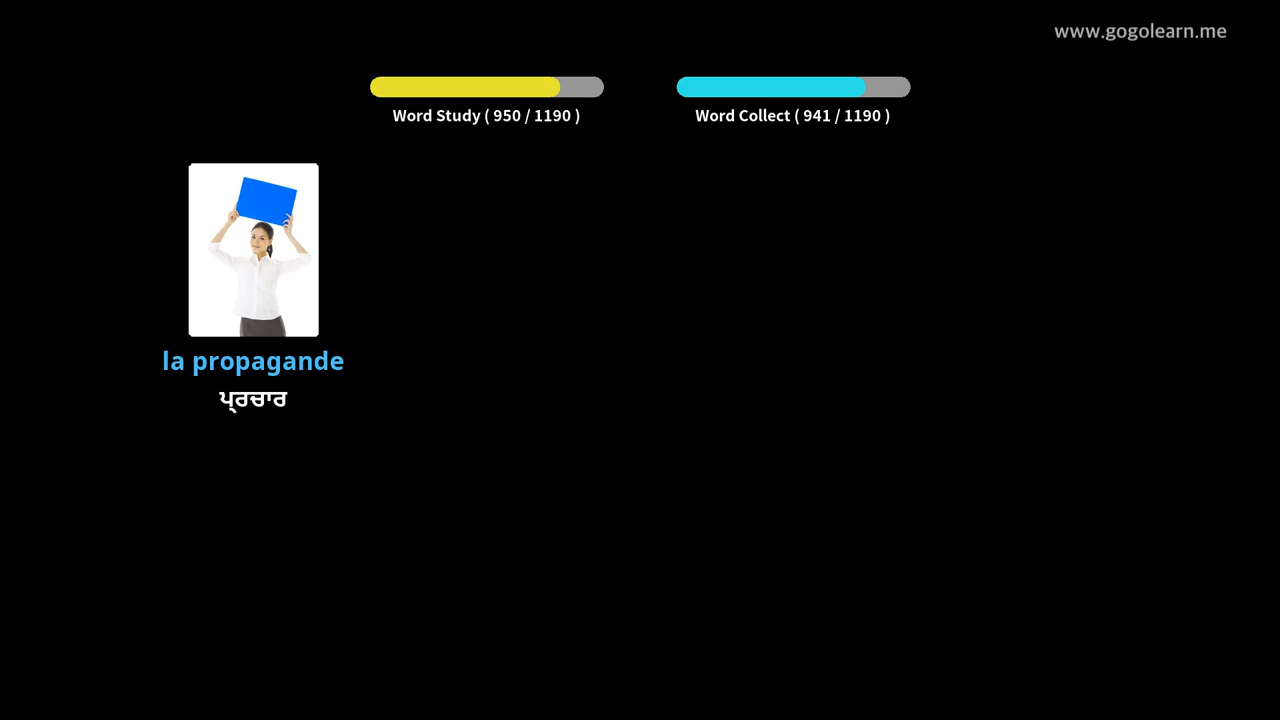 www.gogolearn.me
Word Study ( 950 / 1190 )
Word Collect ( 941 / 1190 )
la propagande
ਪ੍ਰਚਾਰ